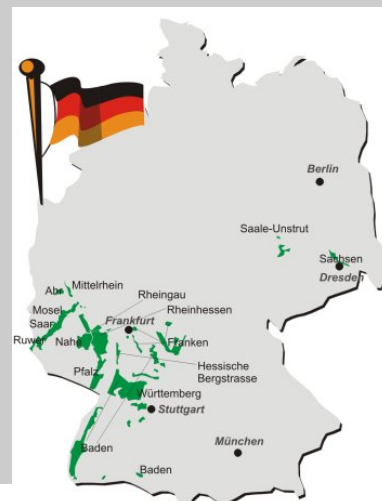 Berlin
Saale-Unstrut
Sachsen
Dresden
Ahr
Mittelrhein
Rheingau
Mosel
Saar
Rheinhessen
Frankfurt
Ruwer
Nahe
Franken
Pfalz
Hessische
Bergstrasse
Württemberg
Stuttgart
Baden
München
Baden